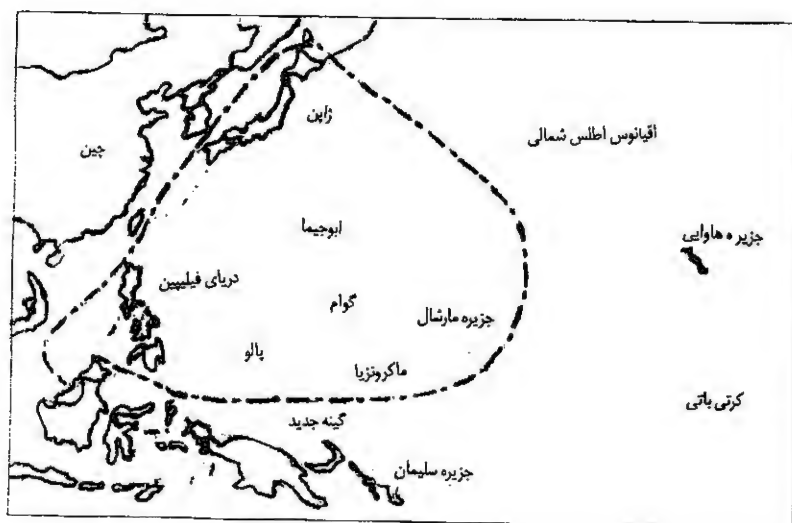 ژاپن
اقیانوس اطلس شمالی
چین
ابوجیما
جزیره هاوایی
دریای فیلیپین
گوام
جزیره مارشال
پالو
ماکرونزیا
کرتی باتی
گینه جدید
جزیره سلیمان